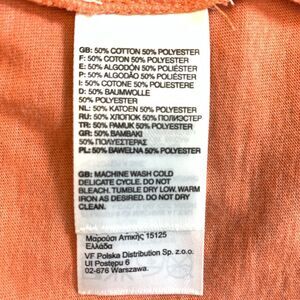 GB: 50% COTTON 50% POLYESTER
F: 50% COTON 50% POLYESTER
E: 50% ALGODÓN 50% POLIÉSTER
P: 50% ALGODÃO 50% POLIÉSTER
I: 50% COTONE 50% POLIESTERE
D: 50% BAUMWOLLE
50% POLYESTER
NL: 50% KATOEN 50% POLYESTER
RU: 50% ХЛОПОК 50% ПОЛИЭСТЕР
TR: 50% PAMUK 50% POLYESTER
GR: 50% BAMBAKI
50% ΠΟΛΥΕΣΤΕΡΑΣ
PL: 50% BAWELNA 50% POLYESTER
GB: MACHINE WASH COLD
DELICATE CYCLE. DO NOT
BLEACH. TUMBLE DRY LOW. WARM
IRON AS DESIRED. DO NOT DRY
CLEAN.
Μαρούσι Αττικής 15125
Ελλάδα
VF Polska Distribution Sp. z o.o.
Ul Postępu 6
02-676 Warszawa.